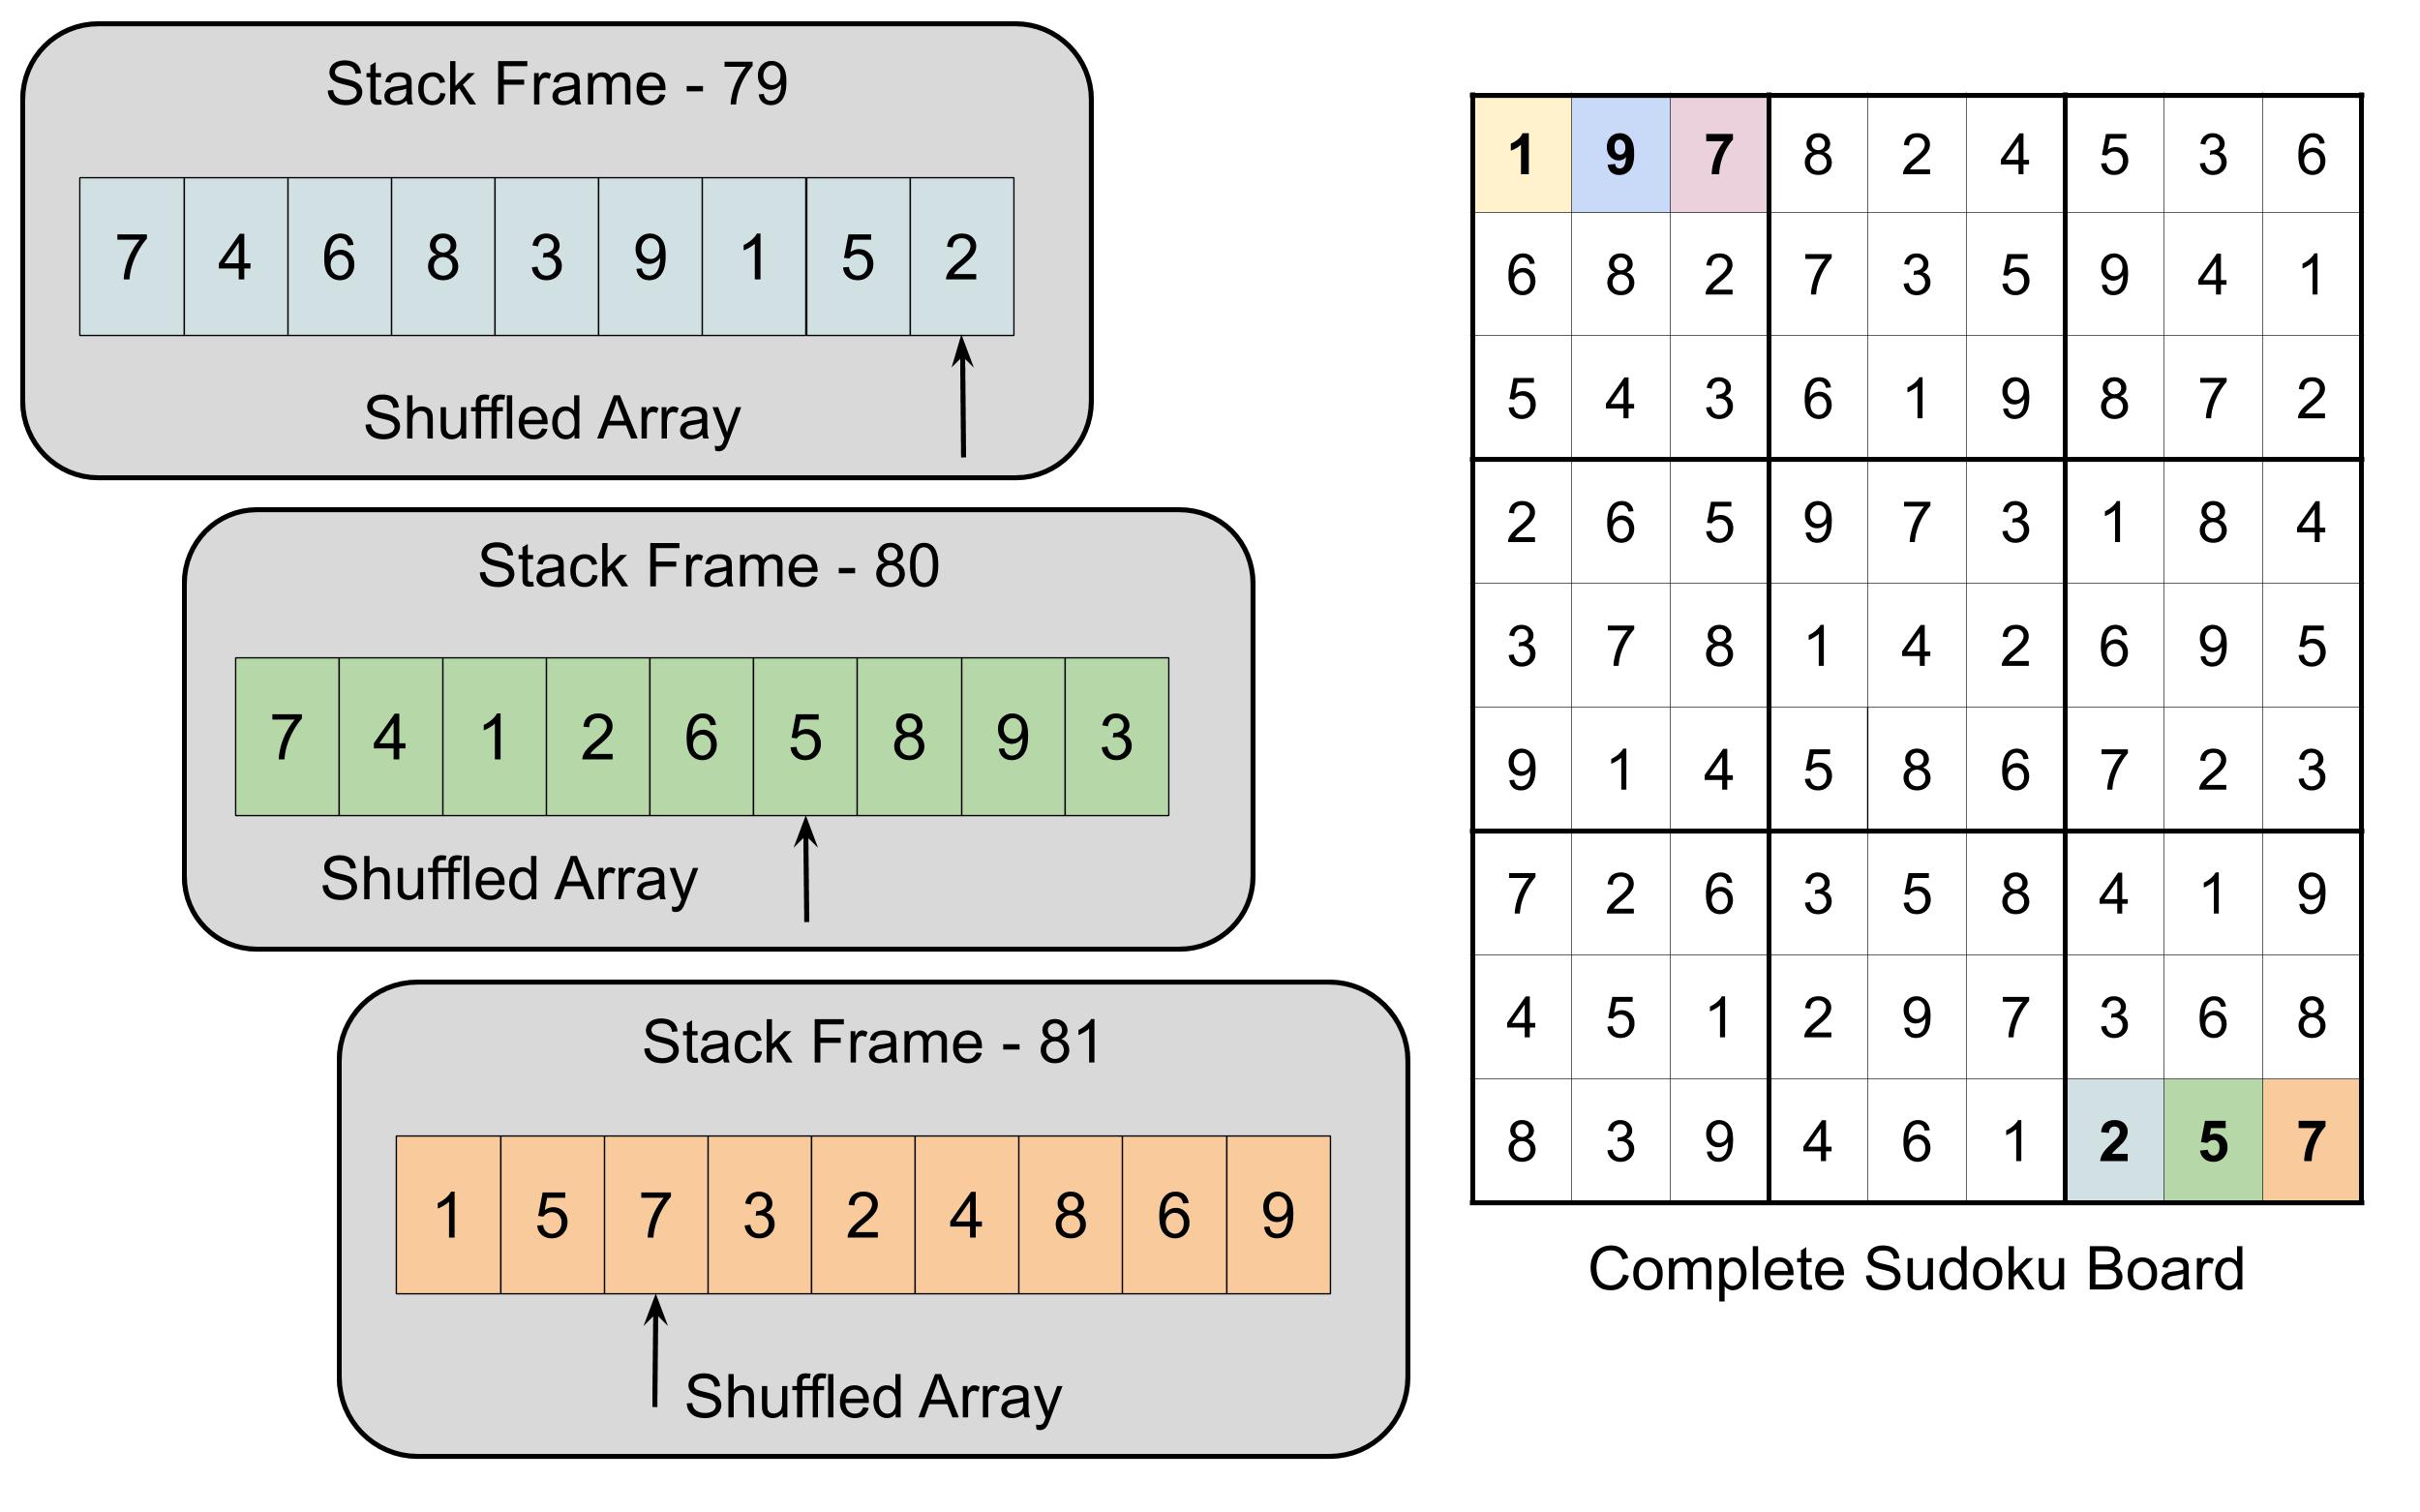 Stack Frame - 79
7 4 6 8 3 9 1 5 2
Shuffled Array
Stack Frame - 80
7 4 1 2 6 5 8 9 3
Shuffled Array
Stack Frame - 81
1 5 7 3 2 4 8 6 9
Shuffled Array
1 9 7 8 2 4 5 3 6
6 8 2 7 3 5 9 4 1
5 4 3 6 1 9 8 7 2
2 6 5 9 7 3 1 8 4
3 7 8 1 4 2 6 9 5
9 1 4 5 8 6 7 2 3
7 2 6 3 5 8 4 1 9
4 5 1 2 9 7 3 6 8
8 3 9 4 6 1 2 5 7
Complete Sudoku Board